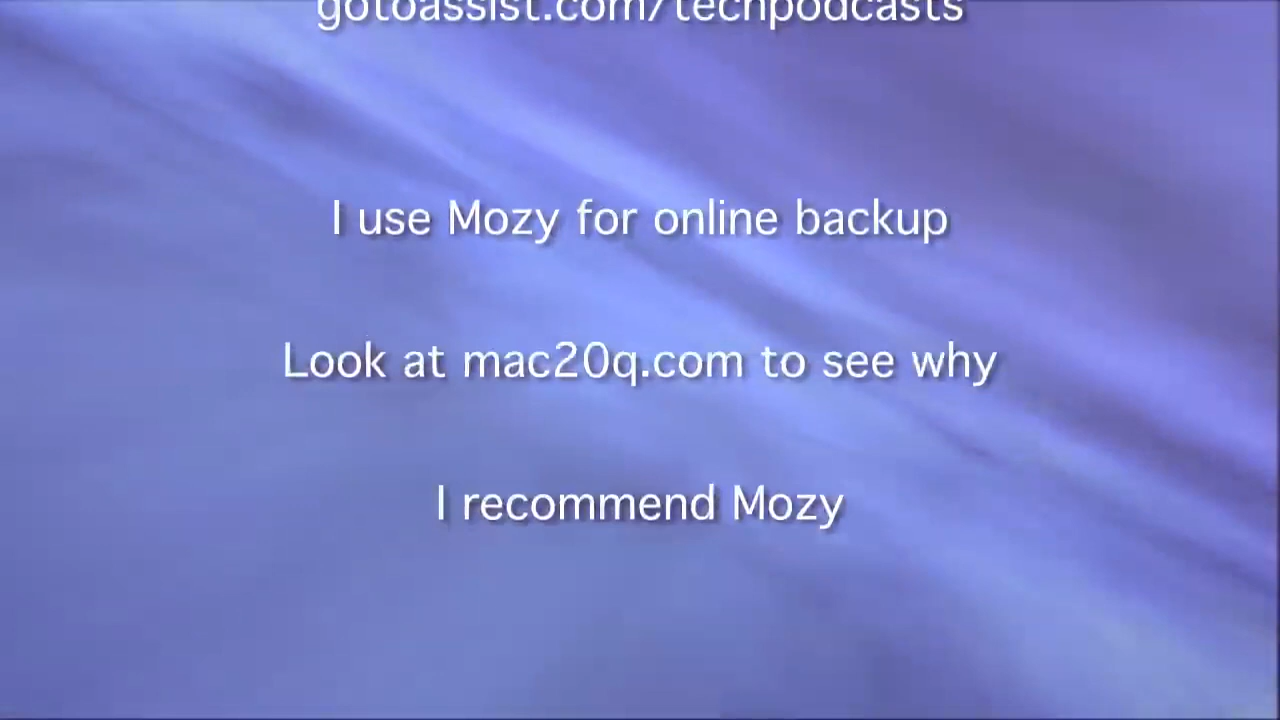 gotoassist.com/techpodcasts
I use Mozy for online backup
Look at mac20q.com to see why
I recommend Mozy